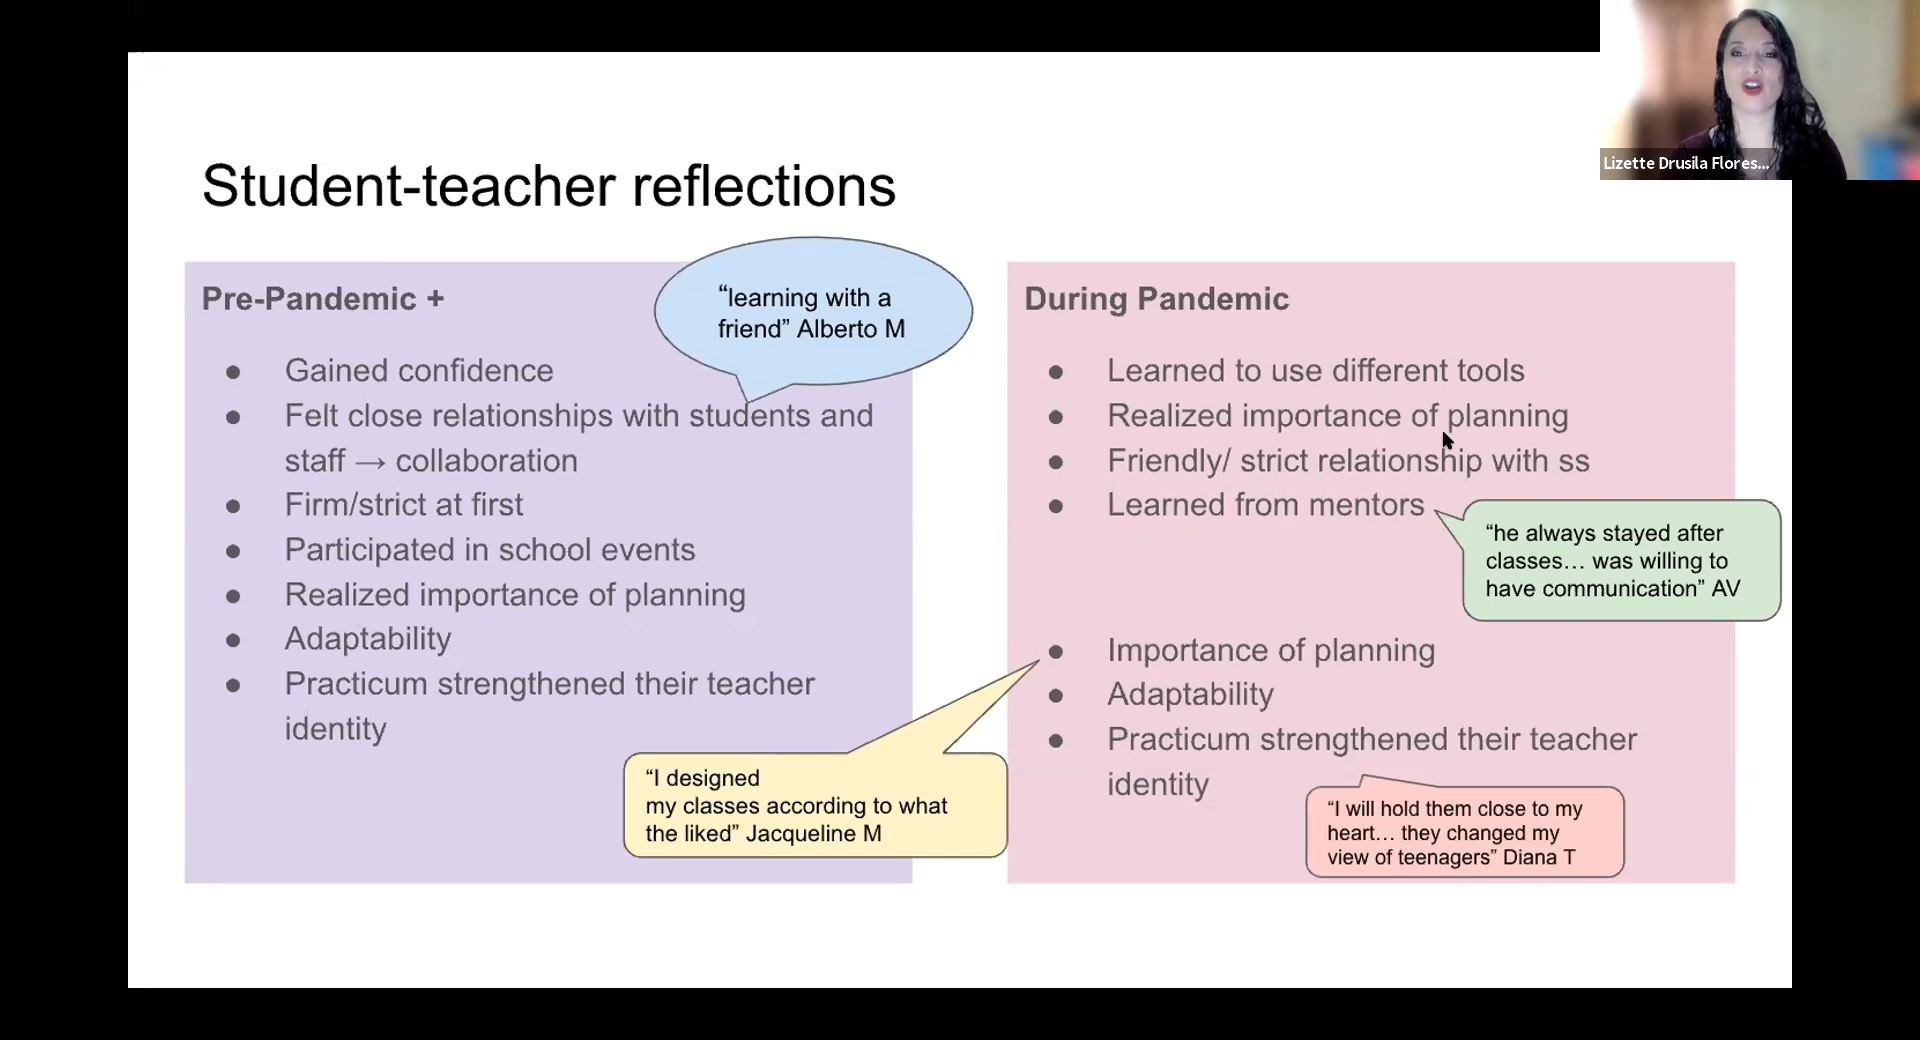 Lizette Drusila Flores...
Student-teacher reflections
Pre-Pandemic +
● Gained confidence
● Felt close relationships with students and
staff → collaboration
● Firm/strict at first
● Participated in school events
● Realized importance of planning
● Adaptability
● Practicum strengthened their teacher
identity
“learning with a
friend” Alberto M
During Pandemic
● Learned to use different tools
● Realized importance of planning
● Friendly/ strict relationship with ss
● Learned from mentors
“he always stayed after
classes… was willing to
have communication” AV
● Importance of planning
● Adaptability
● Practicum strengthened their teacher
identity
“I designed
my classes according to what
the liked” Jacqueline M
“I will hold them close to my
heart… they changed my
view of teenagers” Diana T